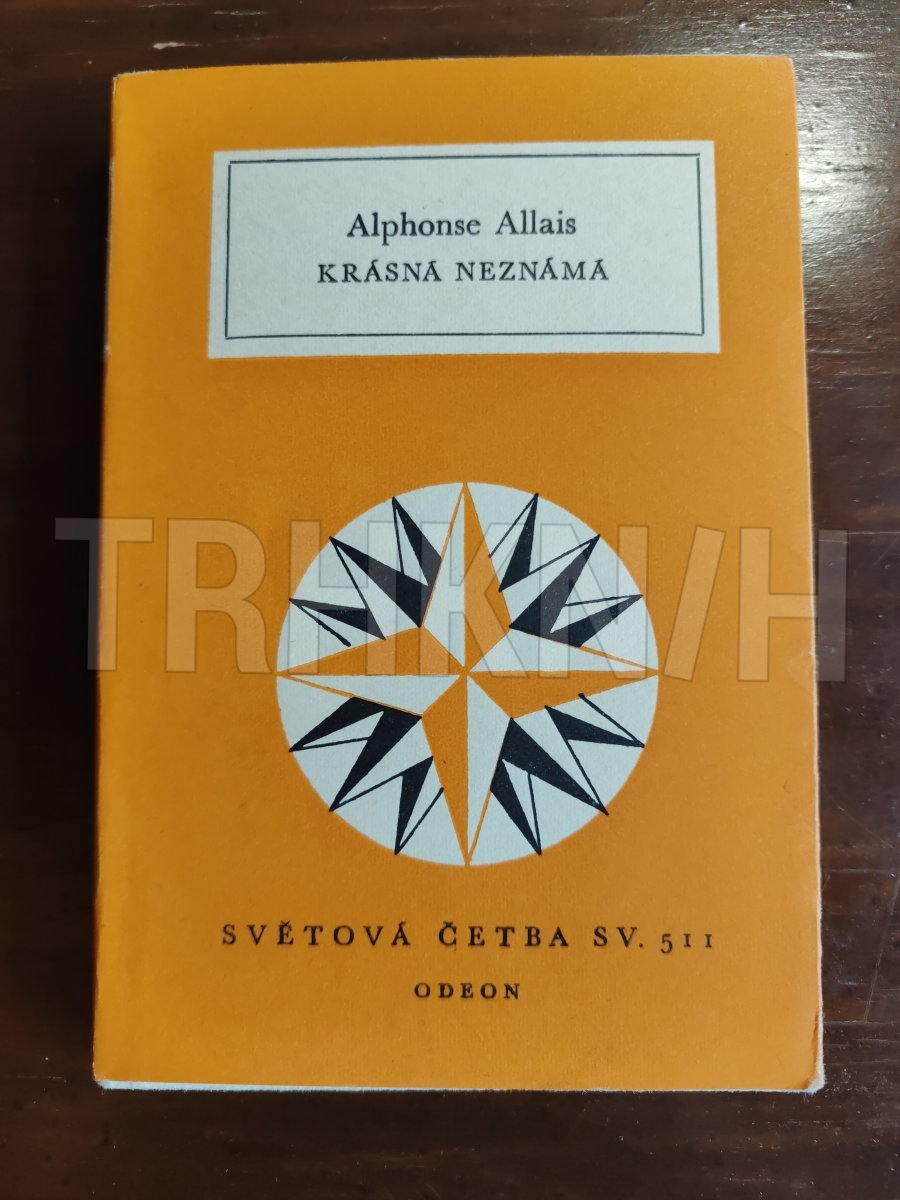 Alphonse Allais
KRÁSNÁ NEZNÁMÁ
TRHKNIH
SVĚTOVÁ ČETBA SV. 511
ODEON